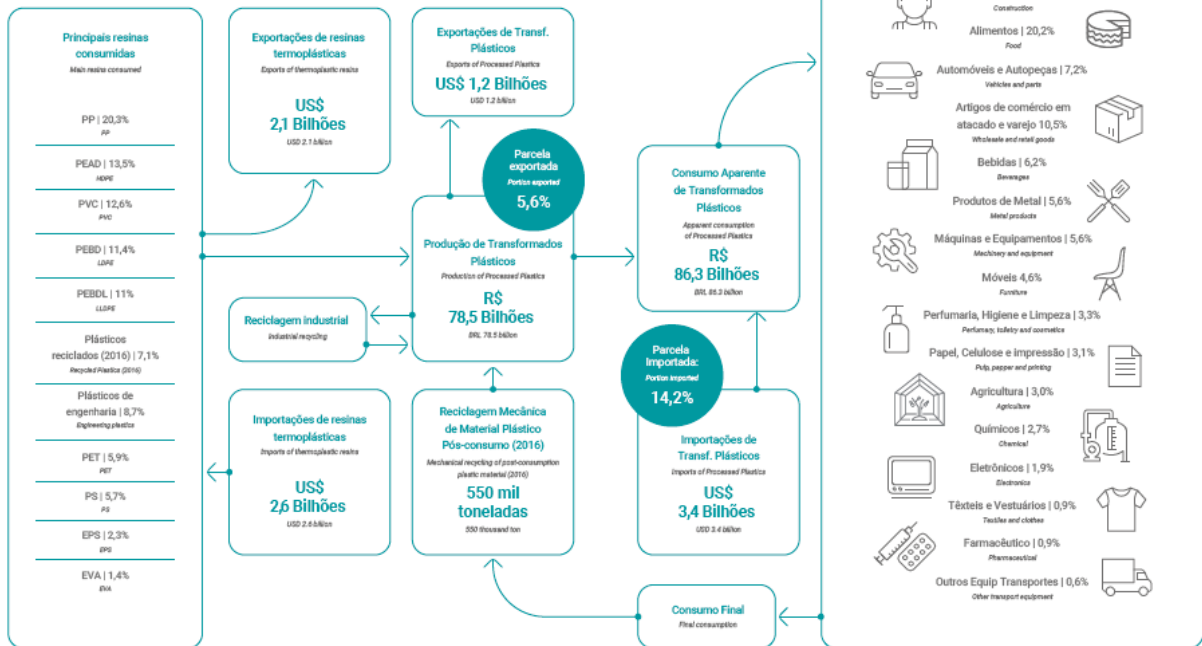 Principais resinas
consumidas
Main resins consumed
PP | 20,3%
PP
PEAD | 13,5%
HDPE
PVC | 12,6%
PVC
PEBD | 11,4%
LDPE
PEBDL | 11%
LLDPE
Plásticos
reciclados (2016) | 7,1%
Recycled Plastics (2016)
Plásticos de
engenharia | 8,7%
Engineering plastics
PET | 5,9%
PET
PS | 5,7%
PS
EPS | 2,3%
EPS
EVA | 1,4%
EVA
Exportações de resinas
termoplásticas
Exports of thermoplastic resins
US$
2,1 Bilhões
USD 2.1 billion
Exportações de Transf.
Plásticos
Exports of Processed Plastics
US$ 1,2 Bilhões
USD 1.2 billion
Parcela
exportada
Portion exported
5,6%
Produção de Transformados
Plásticos
Production of Processed Plastics
R$
78,5 Bilhões
BRL 78.5 billion
Reciclagem industrial
Industrial recycling
Importações de resinas
termoplásticas
Imports of thermoplastic resins
US$
2,6 Bilhões
USD 2.6 billion
Reciclagem Mecânica
de Material Plástico
Pós-consumo (2016)
Mechanical recycling of post-consumption
plastic material (2016)
550 mil
toneladas
550 thousand ton
Consumo Aparente
de Transformados
Plásticos
Apparent consumption
of Processed Plastics
R$
86,3 Bilhões
BRL 86.3 billion
Parcela
Importada:
Portion imported
14,2%
Importações de
Transf. Plásticos
Imports of Processed Plastics
US$
3,4 Bilhões
USD 3.4 billion
Consumo Final
Final consumption
Construction
Alimentos | 20,2%
Food
Automóveis e Autopeças | 7,2%
Vehicles and parts
Artigos de comércio em
atacado e varejo 10,5%
Wholesale and retail goods
Bebidas | 6,2%
Beverages
Produtos de Metal | 5,6%
Metal products
Máquinas e Equipamentos | 5,6%
Machinery and equipment
Móveis 4,6%
Furniture
Perfumaria, Higiene e Limpeza | 3,3%
Perfumary, toiletry and cosmetics
Papel, Celulose e Impressão | 3,1%
Pulp, pepper and printing
Agricultura | 3,0%
Agriculture
Químicos | 2,7%
Chemical
Eletrônicos | 1,9%
Electronics
Têxteis e Vestuários | 0,9%
Textiles and clothes
Farmacêutico | 0,9%
Pharmaceutical
Outros Equip Transportes | 0,6%
Other transport equipment